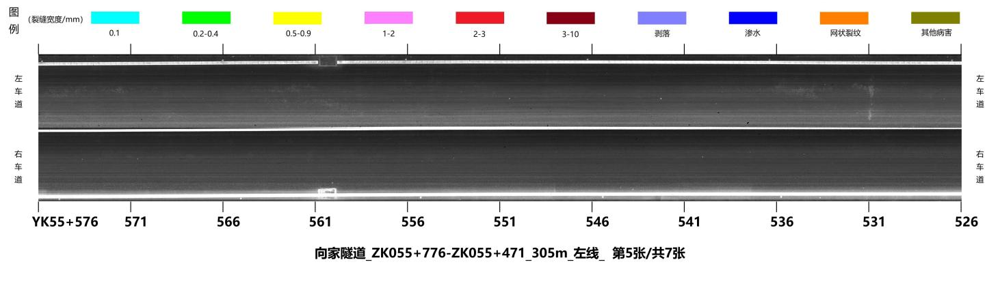 图例
(裂缝宽度/mm)
0.1 0.2-0.4 0.5-0.9 1-2 2-3 3-10 剥落 渗水 网状裂纹 其他病害
左车道 左车道
右车道 右车道
YK55+576 571 566 561 556 551 546 541 536 531 526
向家隧道_ZK055+776-ZK055+471_305m_左线_ 第5张/共7张